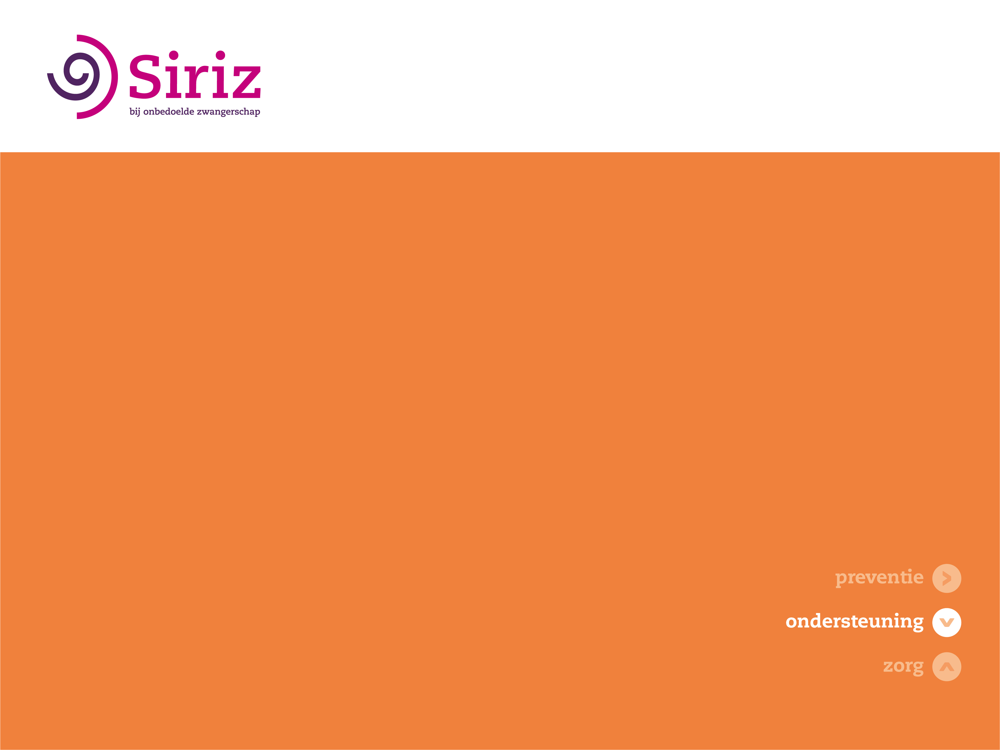 Siriz
bij onbedoelde zwangerschap
preventie
ondersteuning
zorg